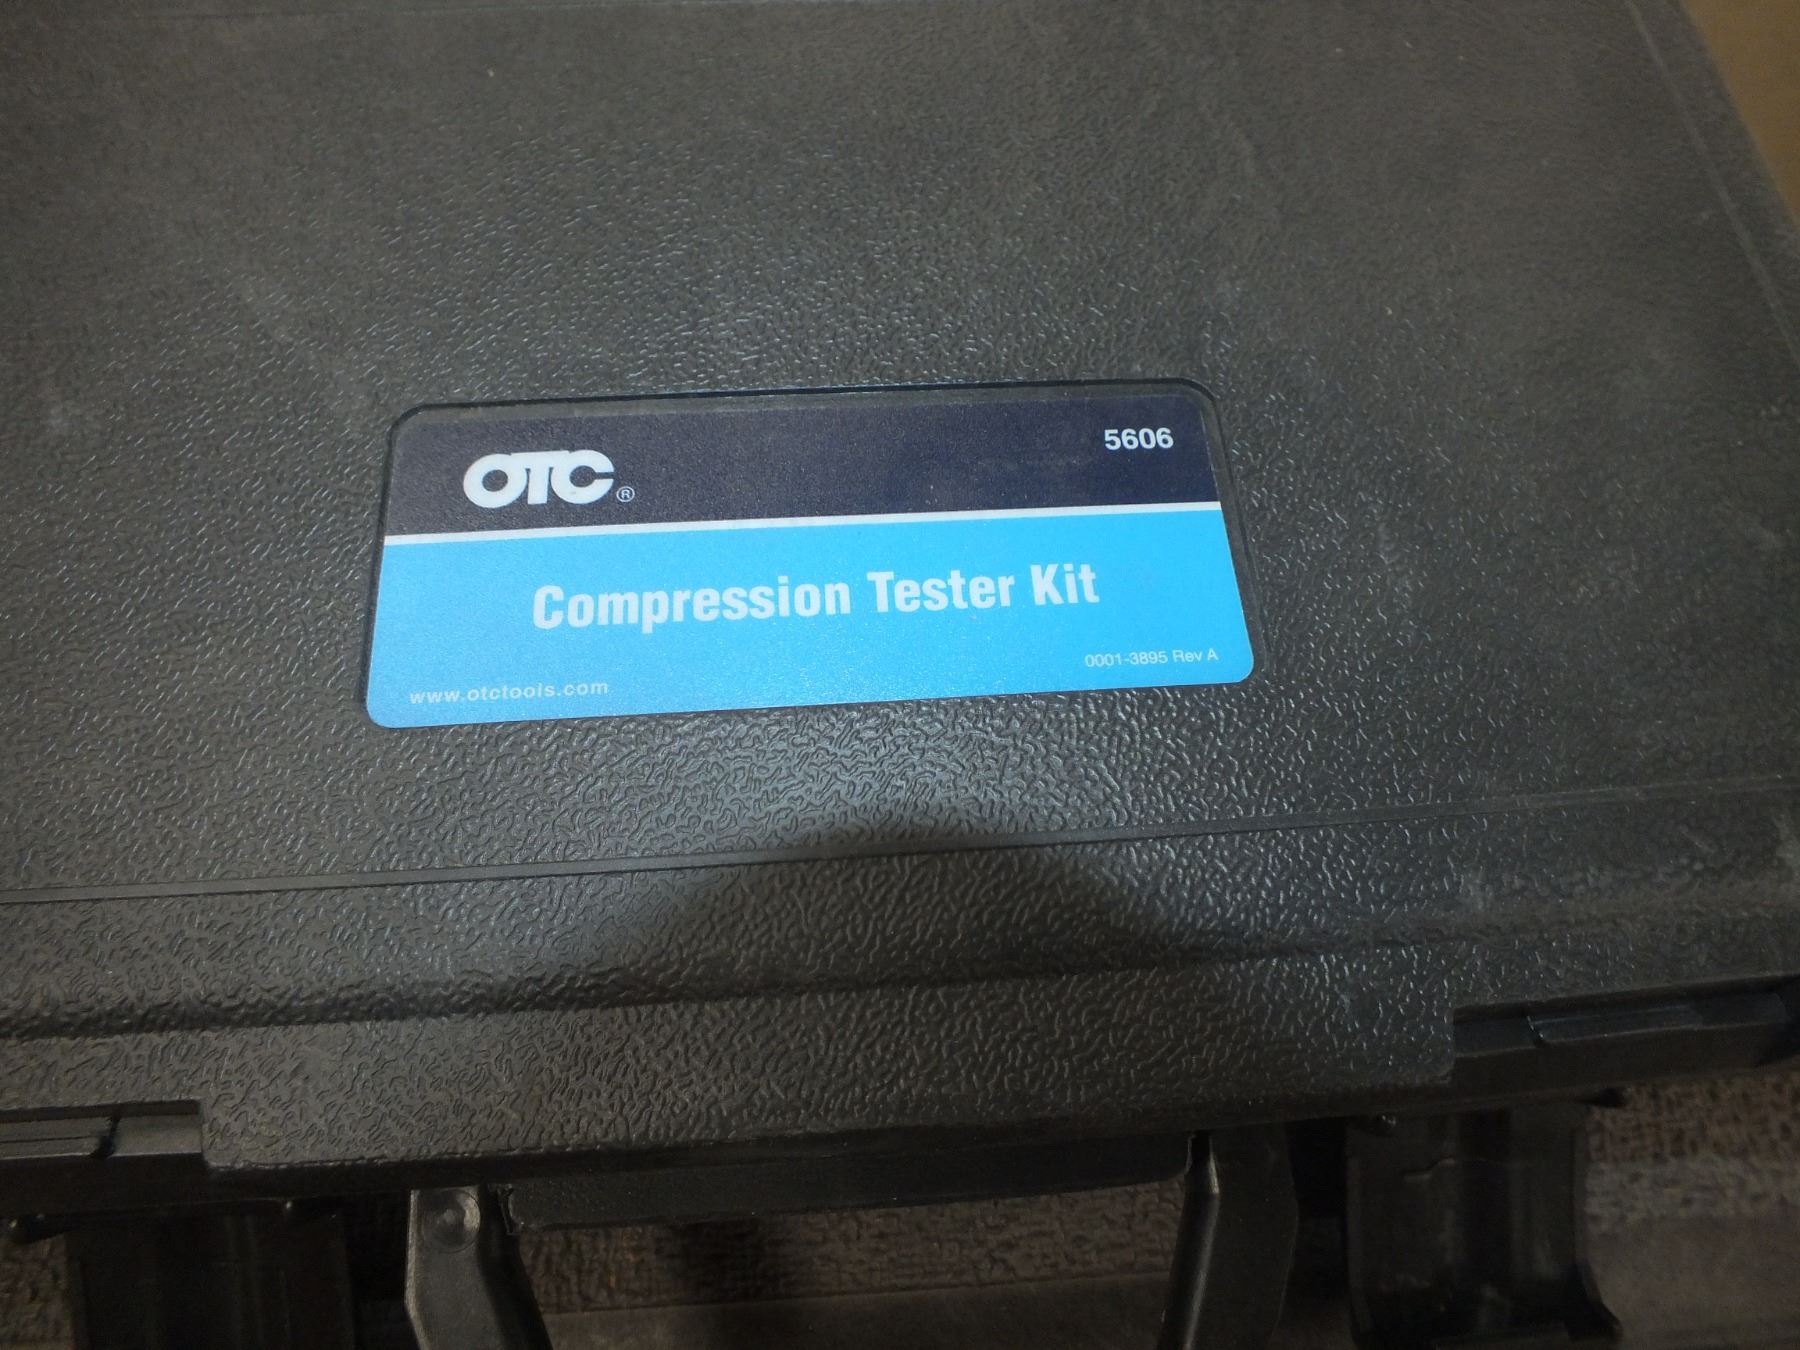 OTC®
5606
Compression Tester Kit
0001-3895 Rev A
www.otctools.com